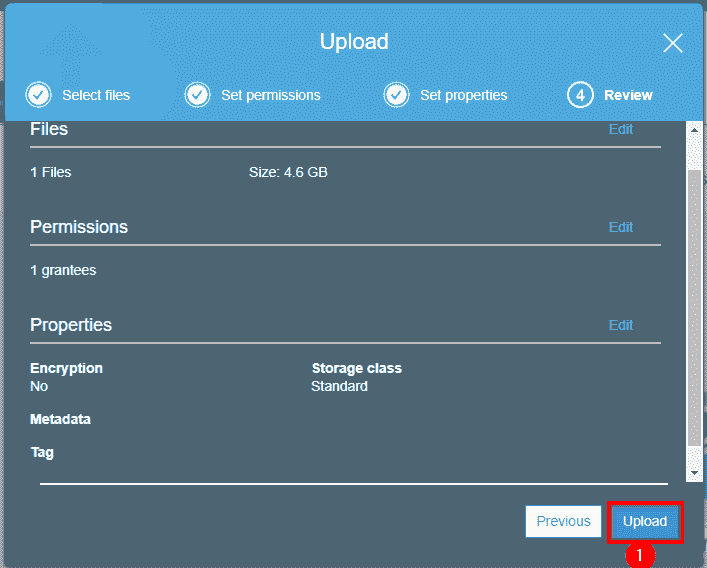 Upload
Select files Set permissions Set properties 4 Review
Files Edit
1 Files Size: 4.6 GB
Permissions Edit
1 grantees
Properties Edit
Encryption Storage class
No Standard
Metadata
Tag
Previous Upload
1